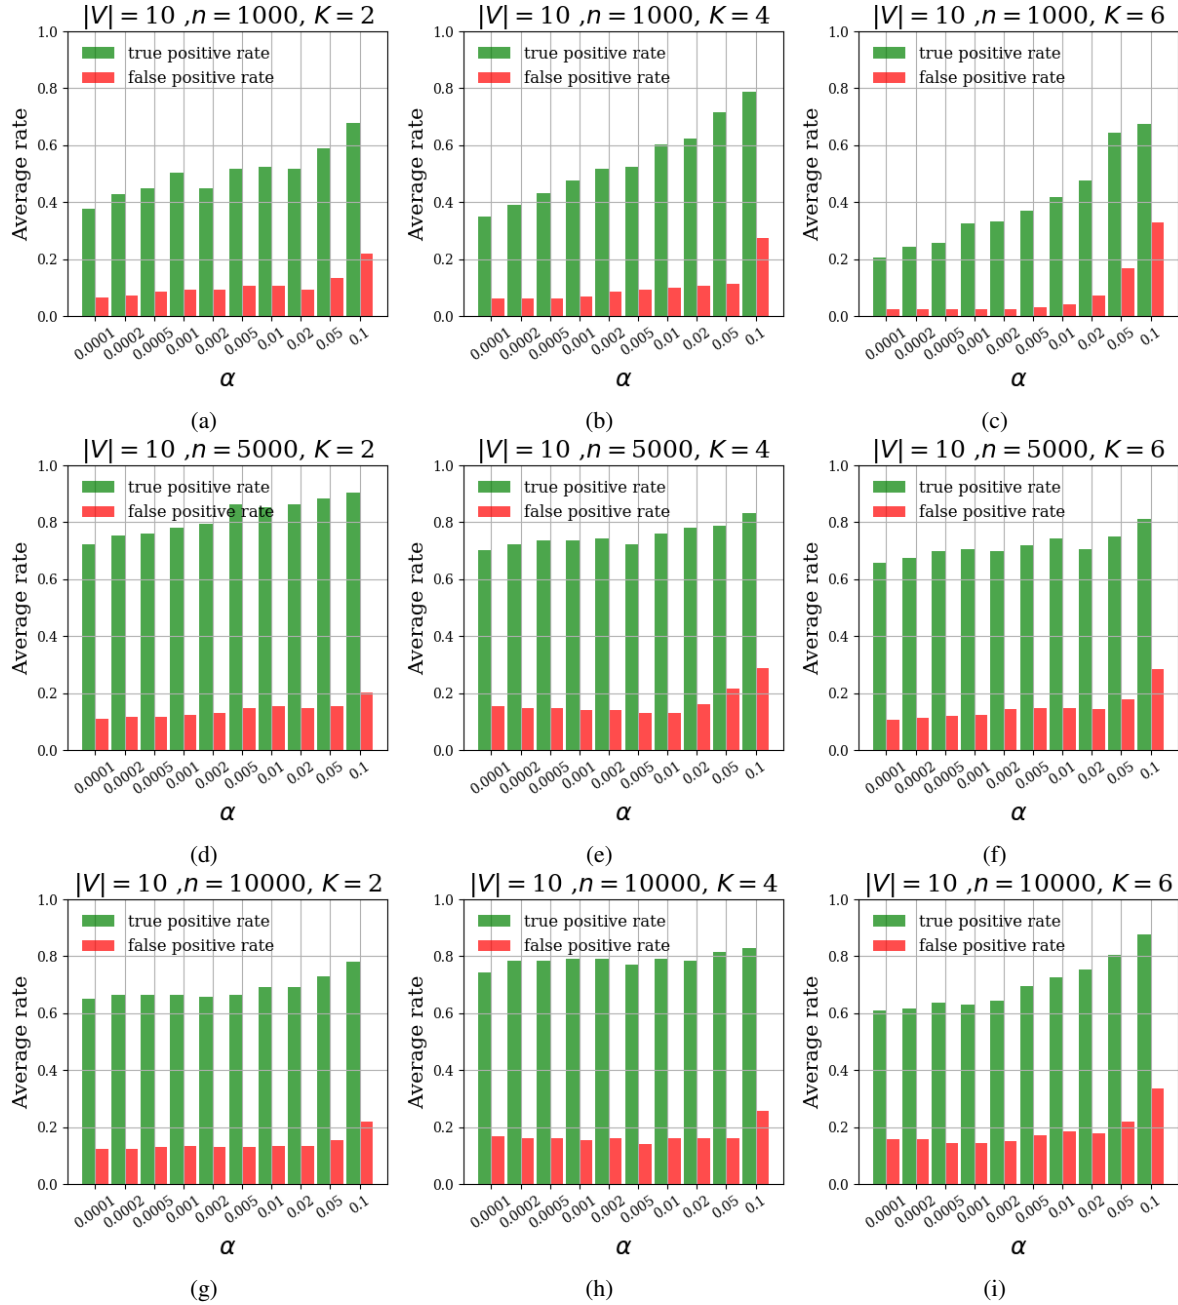 |V| = 10 ,n = 1000, K = 2
1.0
0.8
0.6
0.4
0.2
0.0
Average rate
true positive rate
false positive rate
0.0001 0.0002 0.0005 0.001 0.002 0.005 0.01 0.02 0.05 0.1
α
(a)
|V| = 10 ,n = 1000, K = 4
1.0
0.8
0.6
0.4
0.2
0.0
Average rate
true positive rate
false positive rate
0.0001 0.0002 0.0005 0.001 0.002 0.005 0.01 0.02 0.05 0.1
α
(b)
|V| = 10 ,n = 1000, K = 6
1.0
0.8
0.6
0.4
0.2
0.0
Average rate
true positive rate
false positive rate
0.0001 0.0002 0.0005 0.001 0.002 0.005 0.01 0.02 0.05 0.1
α
(c)
|V| = 10 ,n = 5000, K = 2
1.0
0.8
0.6
0.4
0.2
0.0
Average rate
true positive rate
false positive rate
0.0001 0.0002 0.0005 0.001 0.002 0.005 0.01 0.02 0.05 0.1
α
(d)
|V| = 10 ,n = 5000, K = 4
1.0
0.8
0.6
0.4
0.2
0.0
Average rate
true positive rate
false positive rate
0.0001 0.0002 0.0005 0.001 0.002 0.005 0.01 0.02 0.05 0.1
α
(e)
|V| = 10 ,n = 5000, K = 6
1.0
0.8
0.6
0.4
0.2
0.0
Average rate
true positive rate
false positive rate
0.0001 0.0002 0.0005 0.001 0.002 0.005 0.01 0.02 0.05 0.1
α
(f)
|V| = 10 ,n = 10000, K = 2
1.0
0.8
0.6
0.4
0.2
0.0
Average rate
true positive rate
false positive rate
0.0001 0.0002 0.0005 0.001 0.002 0.005 0.01 0.02 0.05 0.1
α
(g)
|V| = 10 ,n = 10000, K = 4
1.0
0.8
0.6
0.4
0.2
0.0
Average rate
true positive rate
false positive rate
0.0001 0.0002 0.0005 0.001 0.002 0.005 0.01 0.02 0.05 0.1
α
(h)
|V| = 10 ,n = 10000, K = 6
1.0
0.8
0.6
0.4
0.2
0.0
Average rate
true positive rate
false positive rate
0.0001 0.0002 0.0005 0.001 0.002 0.005 0.01 0.02 0.05 0.1
α
(i)